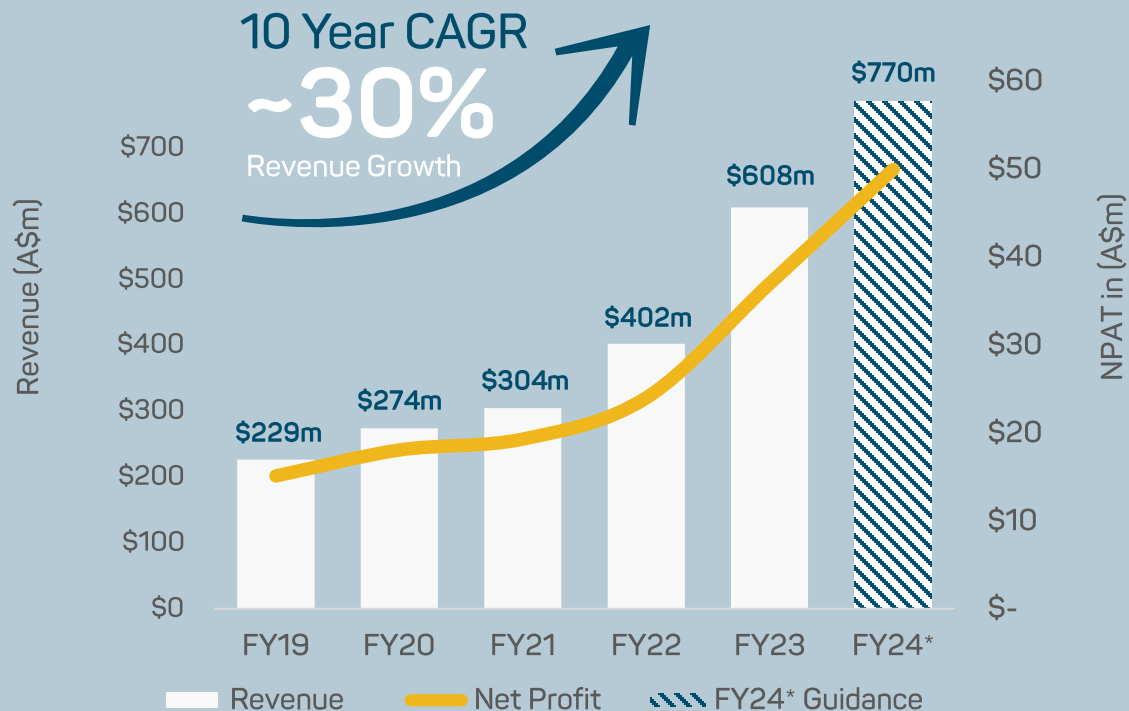 10 Year CAGR
~30%
Revenue Growth
Revenue (A$m)
$700
$600
$500
$400
$300
$200
$100
$0
$229m
$274m
$304m
$402m
$608m
$770m
$60
$50
$40
$30
$20
$10
$-
NPAT in (A$m)
FY19 FY20 FY21 FY22 FY23 FY24*
Revenue Net Profit FY24* Guidance